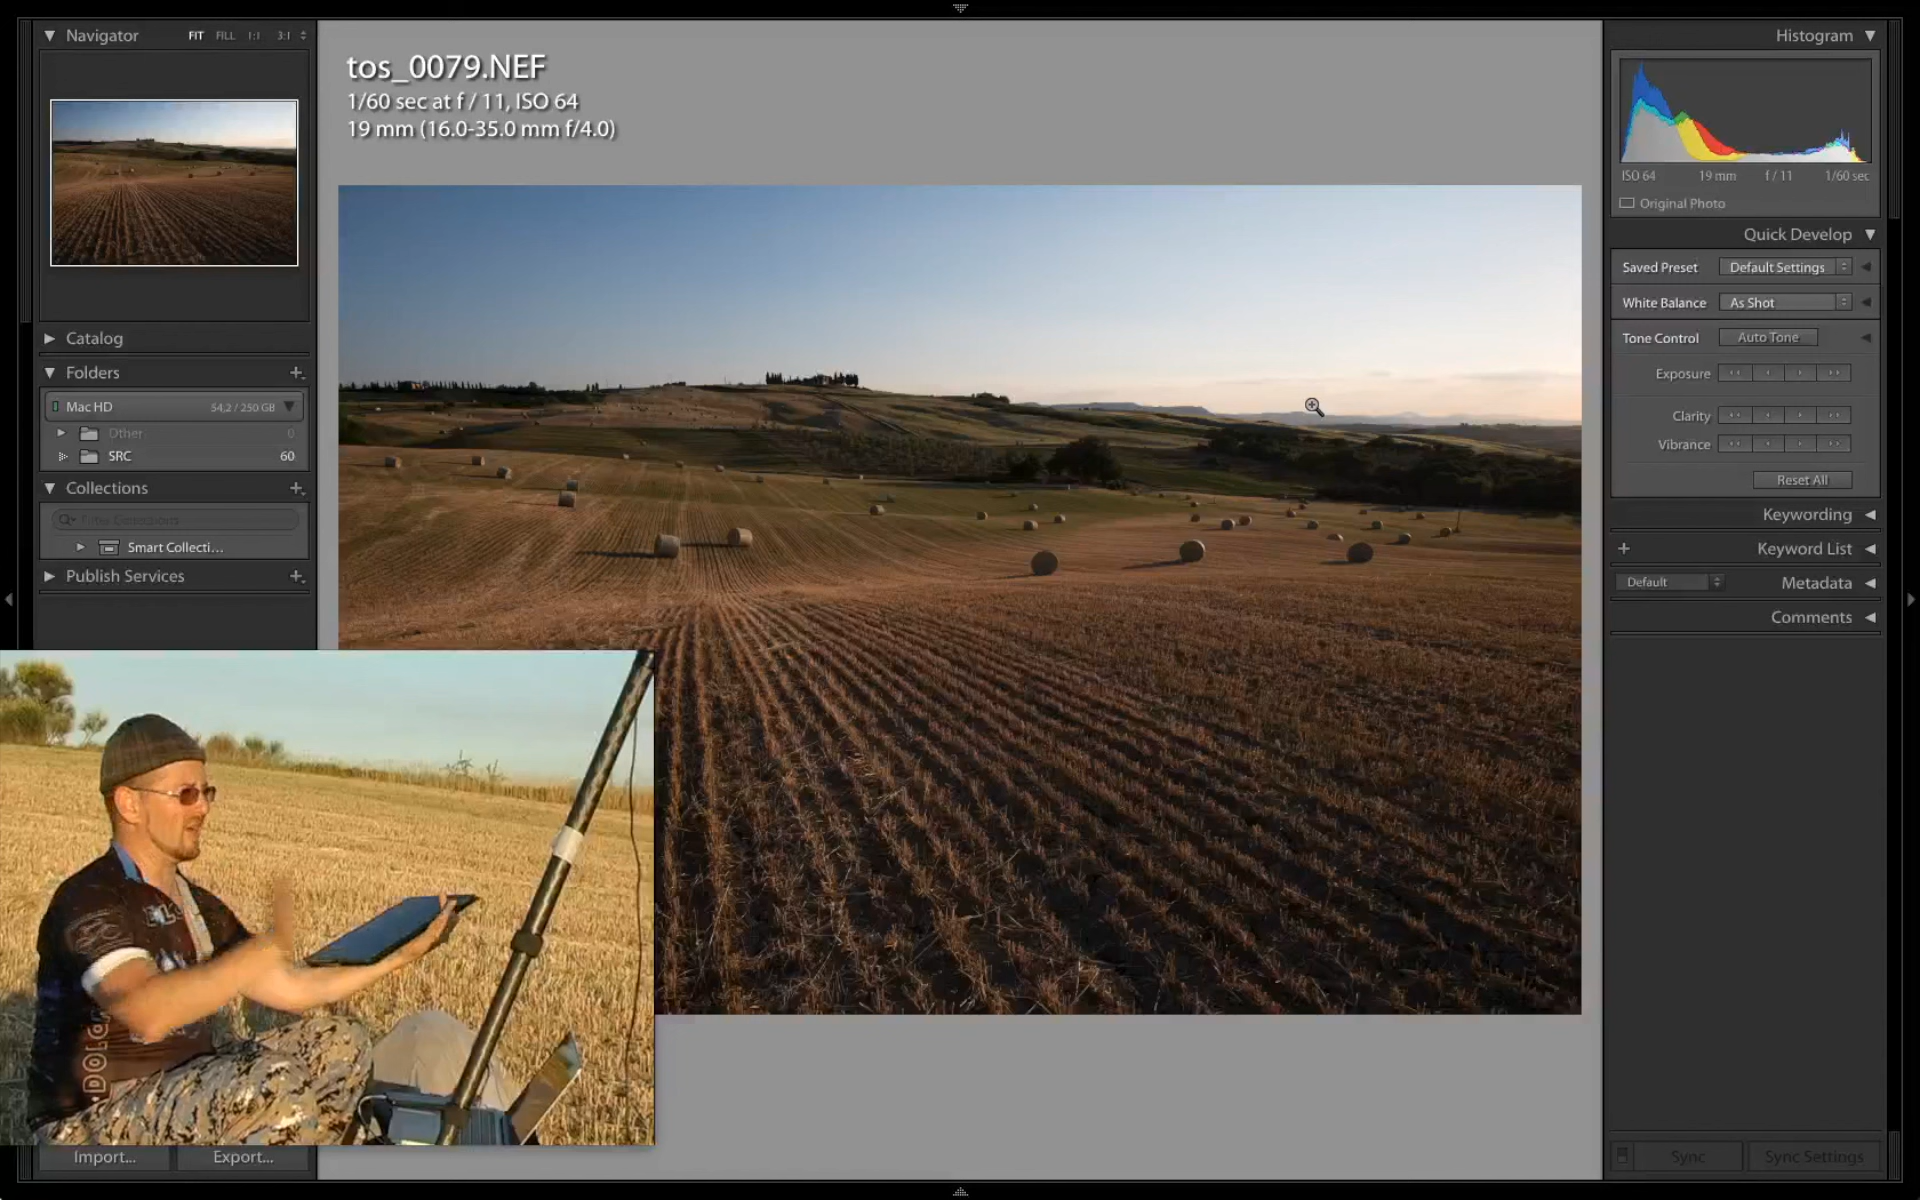 Navigator FIT FILL 1:1 3:1
Catalog
Folders
Mac HD 54,2 / 250 GB
Other 0
SRC 60
Collections
Filter Collections
Smart Collecti...
Publish Services
tos_0079.NEF
1/60 sec at f / 11, ISO 64
19 mm (16.0-35.0 mm f/4.0)
Histogram
ISO 64 19 mm f / 11 1/60 sec
Original Photo
Quick Develop
Saved Preset Default Settings
White Balance As Shot
Tone Control Auto Tone
Exposure
Clarity
Vibrance
Reset All
Keywording
Keyword List
Default Metadata
Comments
Import... Export...
Sync Sync Settings